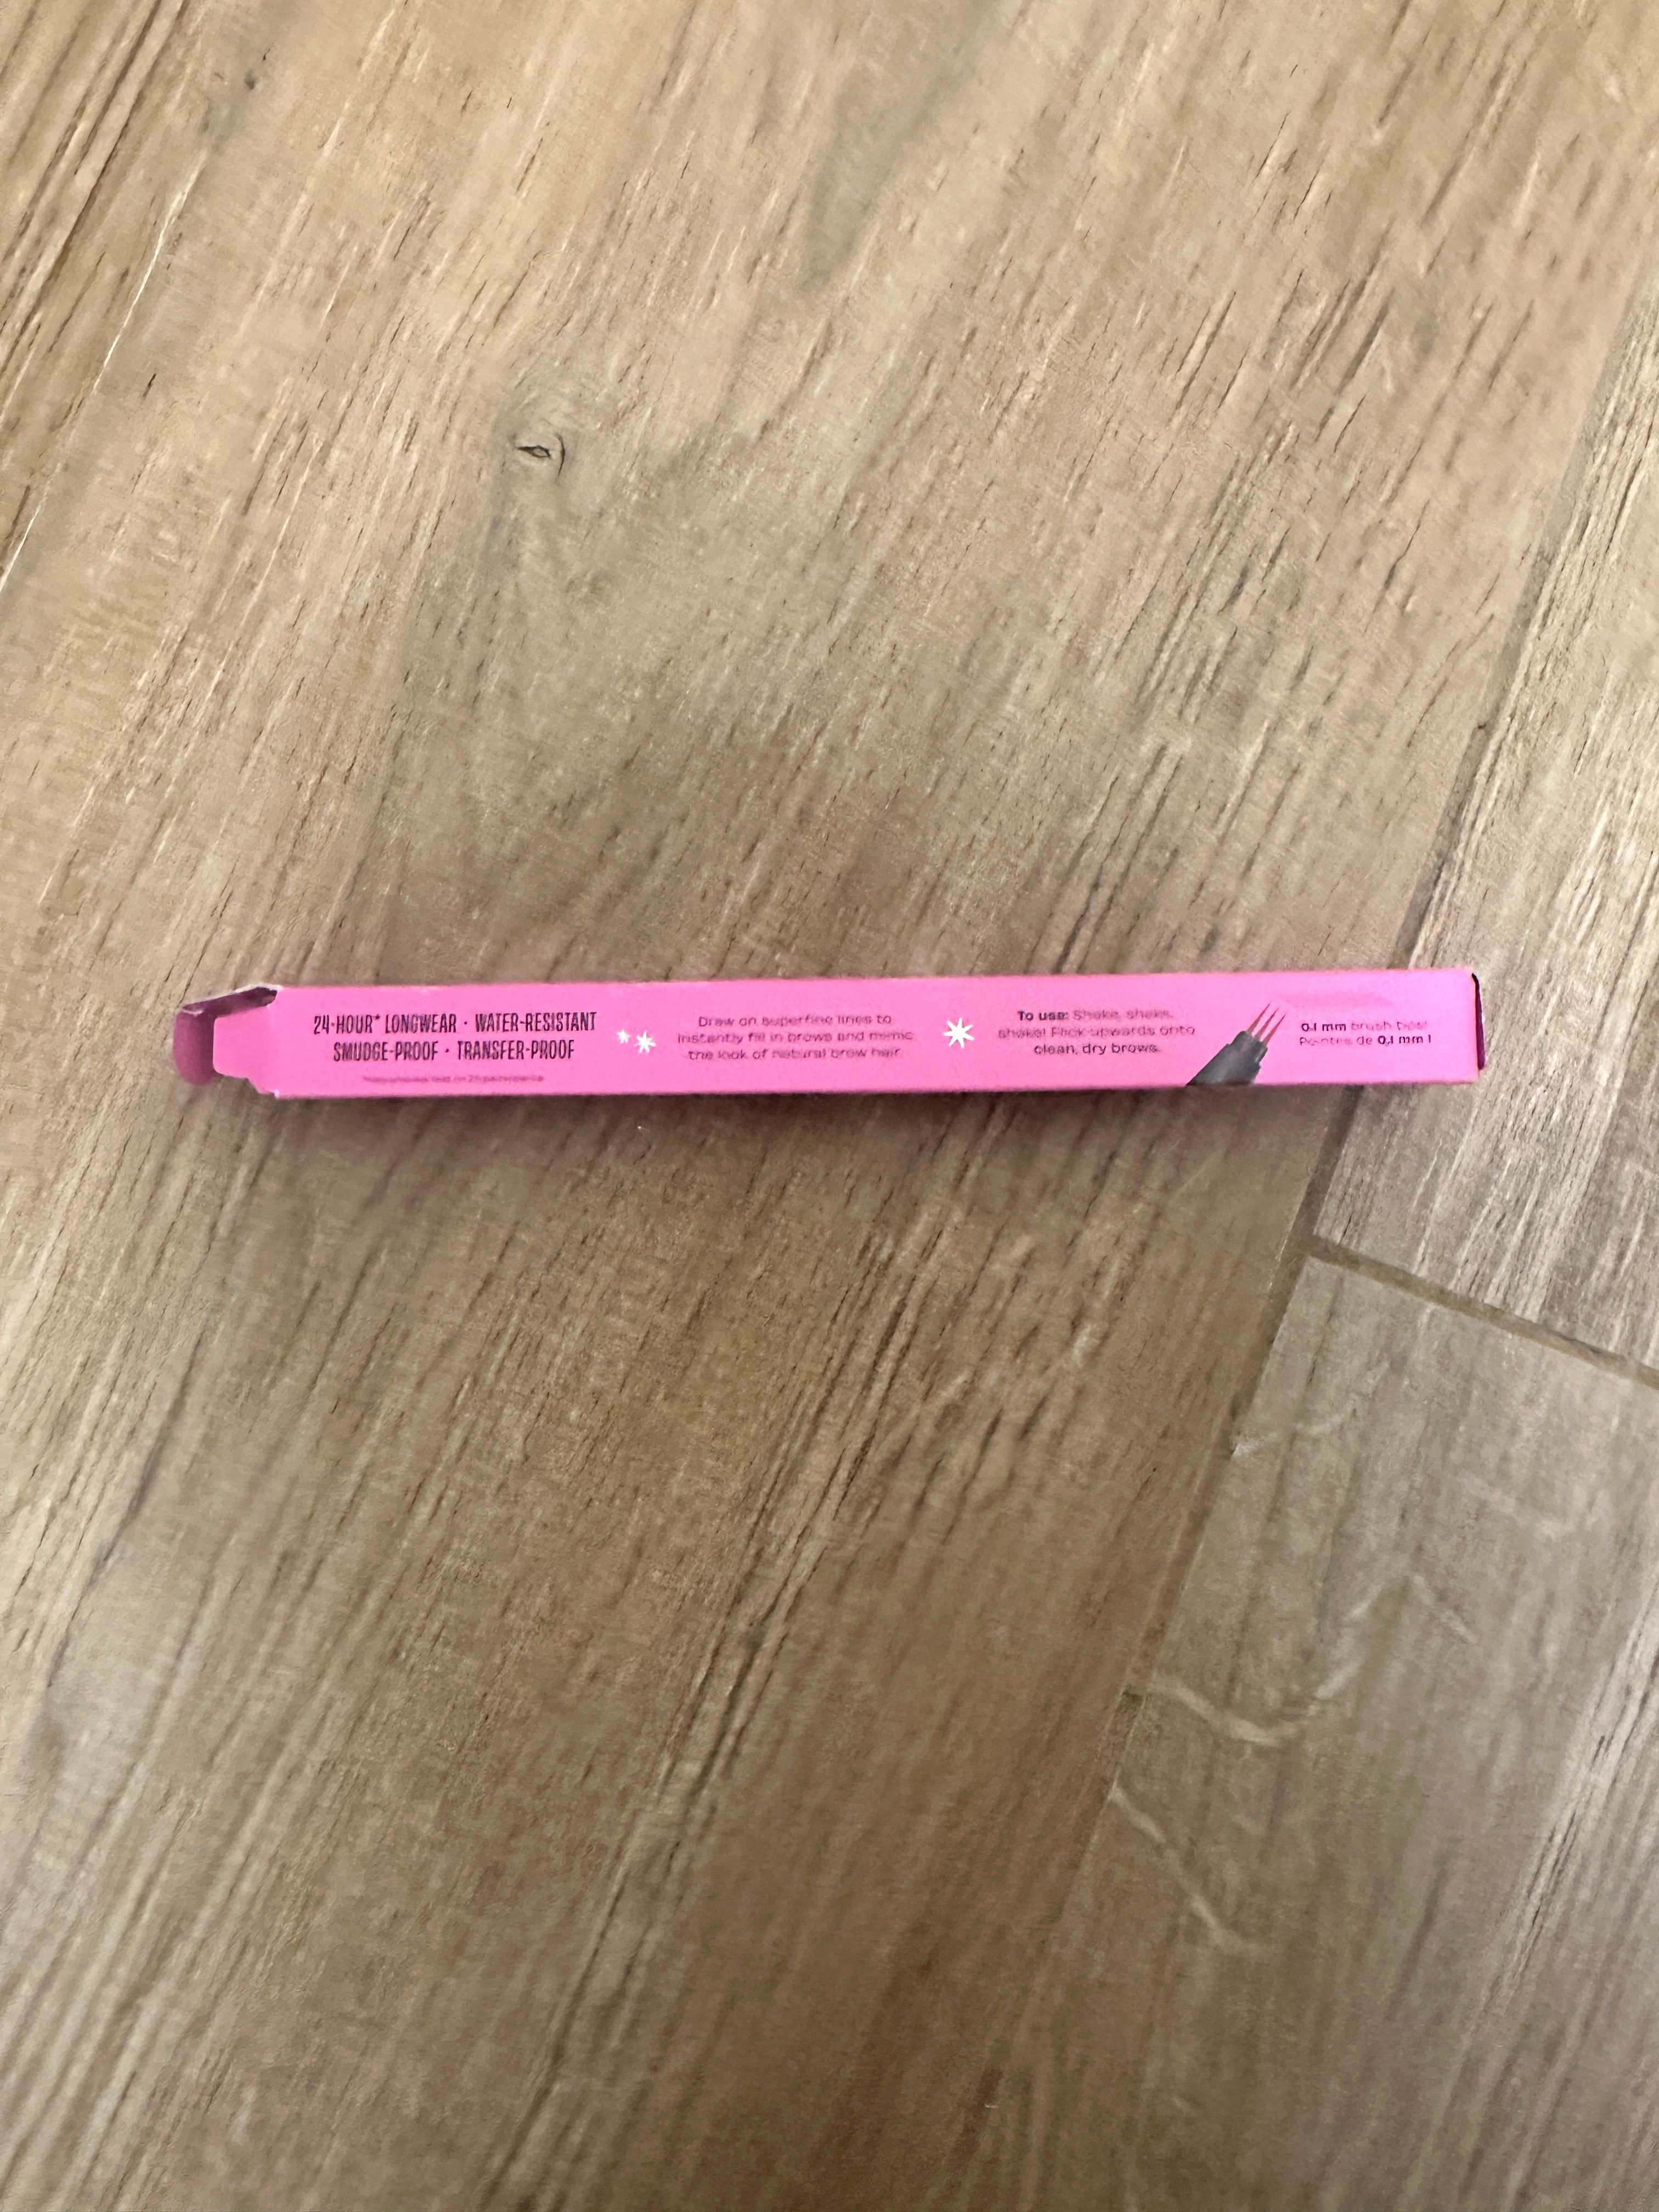 24-HOUR* LONGWEAR · WATER-RESISTANT
SMUDGE-PROOF · TRANSFER-PROOF
Draw on superfine lines to
instantly fill in brows and mimic
the look of natural brow hair.
To use: Shake, shake,
shake! Flick upwards onto
clean, dry brows.
0.1 mm brush tips!
Pointes de 0,1 mm !